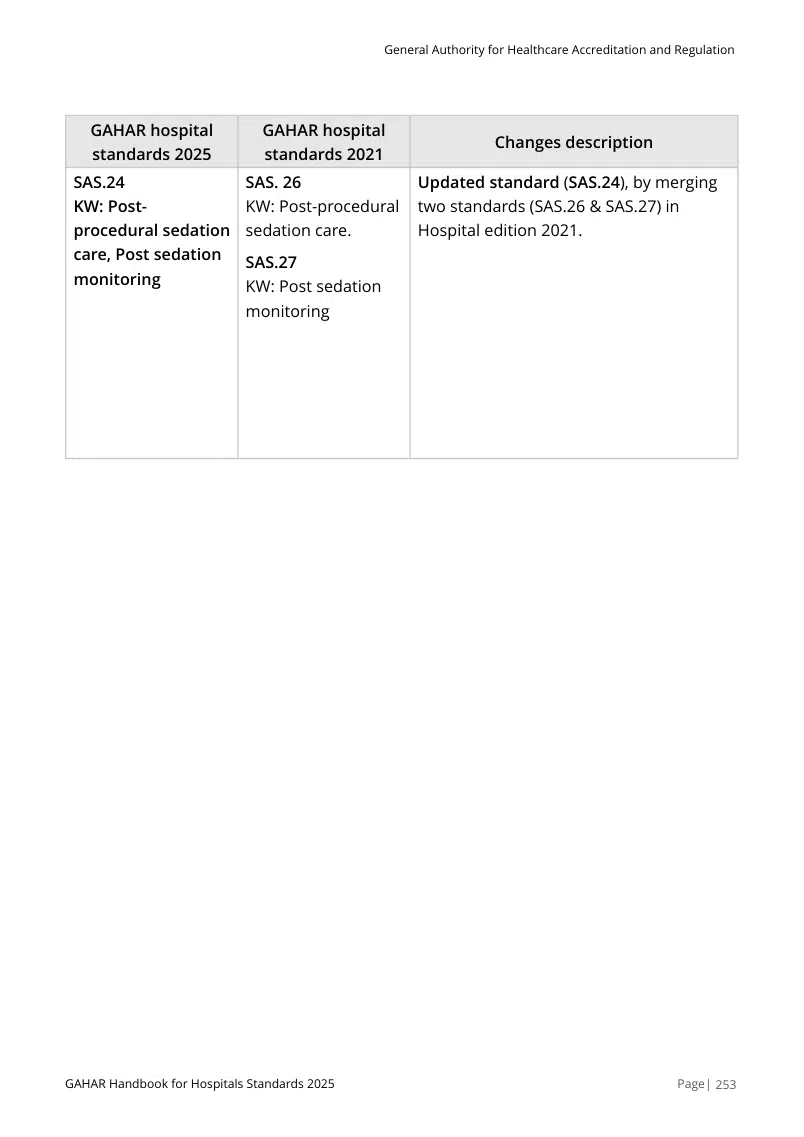 General Authority for Healthcare Accreditation and Regulation
GAHAR hospital
standards 2025
GAHAR hospital
standards 2021
Changes description
SAS.24
KW: Post-
procedural sedation
care, Post sedation
monitoring
SAS. 26
KW: Post-procedural
sedation care.
SAS.27
KW: Post sedation
monitoring
Updated standard (SAS.24), by merging
two standards (SAS.26 & SAS.27) in
Hospital edition 2021.
GAHAR Handbook for Hospitals Standards 2025
Page| 253